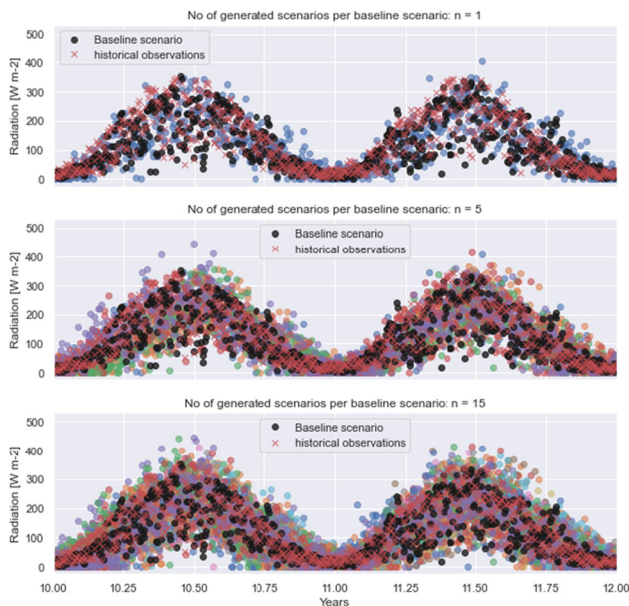 No of generated scenarios per baseline scenario: n = 1
500
400
300
200
100
0
Radiation [W m-2]
Baseline scenario
historical observations
No of generated scenarios per baseline scenario: n = 5
500
400
300
200
100
0
Radiation [W m-2]
Baseline scenario
historical observations
No of generated scenarios per baseline scenario: n = 15
500
400
300
200
100
0
Radiation [W m-2]
Baseline scenario
historical observations
10.00 10.25 10.50 10.75 11.00 11.25 11.50 11.75 12.00
Years